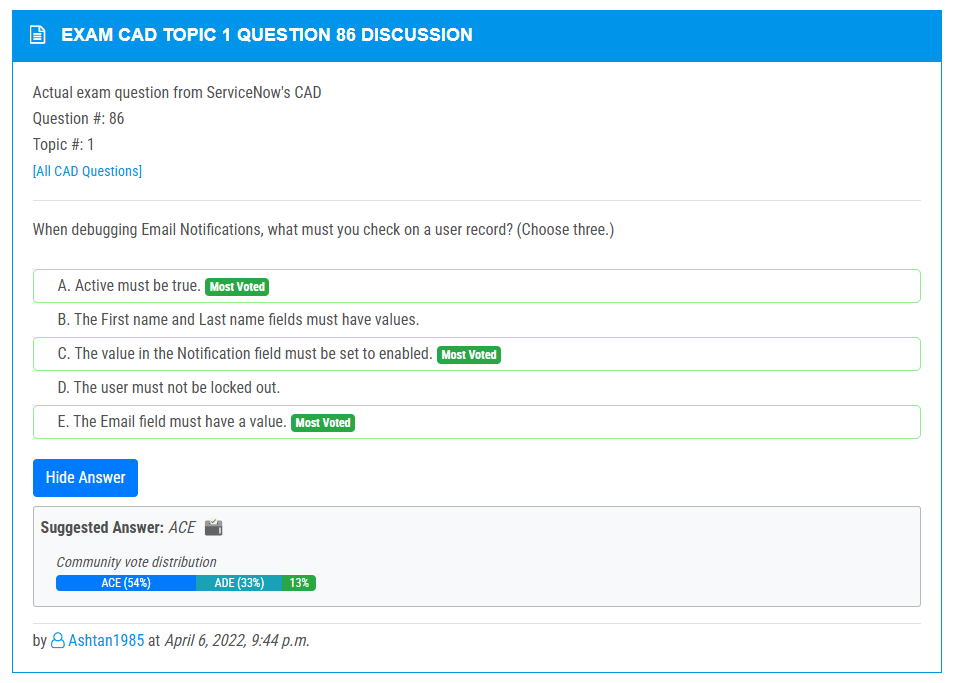 EXAM CAD TOPIC 1 QUESTION 86 DISCUSSION
Actual exam question from ServiceNow's CAD
Question #: 86
Topic #: 1
[All CAD Questions]
When debugging Email Notifications, what must you check on a user record? (Choose three.)
A. Active must be true. Most Voted
B. The First name and Last name fields must have values.
C. The value in the Notification field must be set to enabled. Most Voted
D. The user must not be locked out.
E. The Email field must have a value. Most Voted
Hide Answer
Suggested Answer: ACE
Community vote distribution
ACE (54%) ADE (33%) 13%
by Ashtan1985 at April 6, 2022, 9:44 p.m.